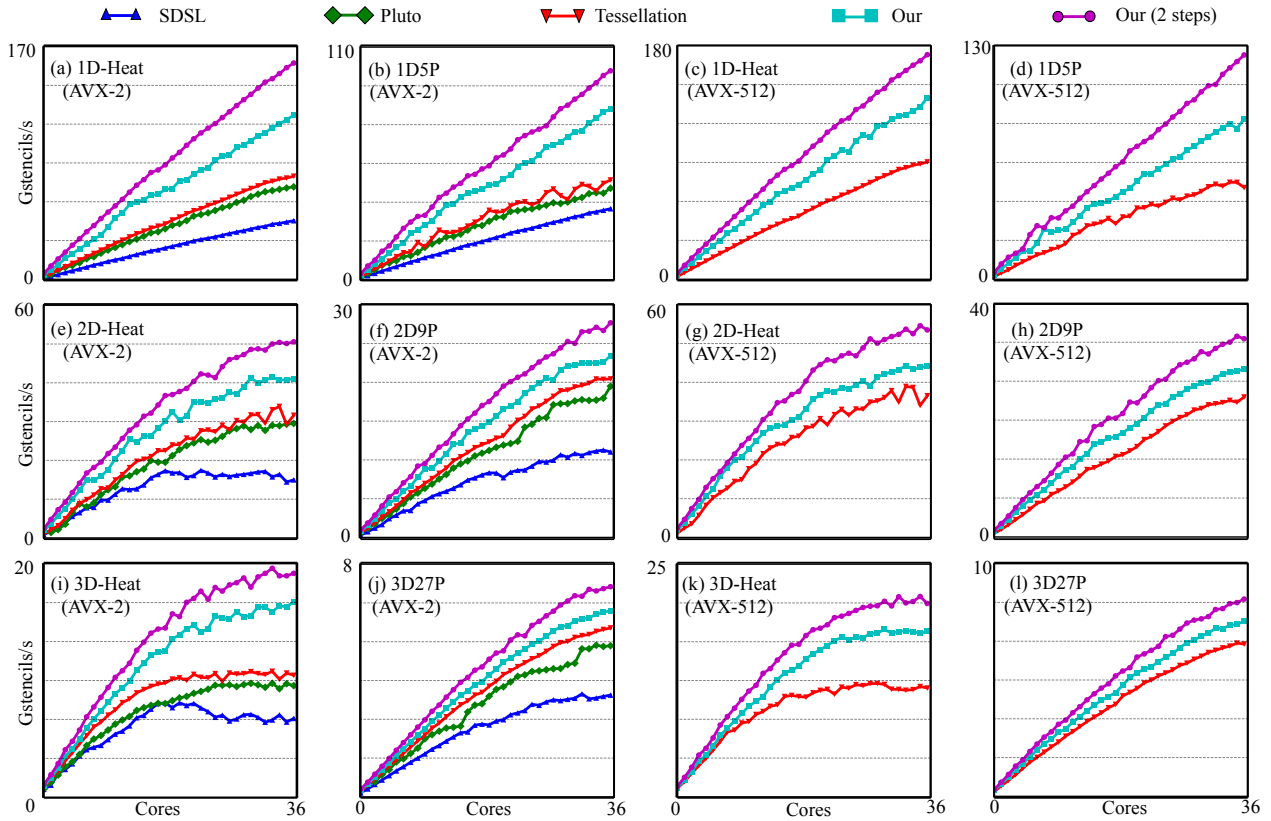 SDSL
Pluto
Tessellation
Our
Our (2 steps)
170
(a) 1D-Heat
(AVX-2)
Gstencils/s
0
110
(b) 1D5P
(AVX-2)
0
180
(c) 1D-Heat
(AVX-512)
0
130
(d) 1D5P
(AVX-512)
0
60
(e) 2D-Heat
(AVX-2)
Gstencils/s
0
30
(f) 2D9P
(AVX-2)
0
60
(g) 2D-Heat
(AVX-512)
0
40
(h) 2D9P
(AVX-512)
0
20
(i) 3D-Heat
(AVX-2)
Gstencils/s
0
Cores
36
8
(j) 3D27P
(AVX-2)
0
Cores
36
25
(k) 3D-Heat
(AVX-512)
0
Cores
36
10
(l) 3D27P
(AVX-512)
0
Cores
36